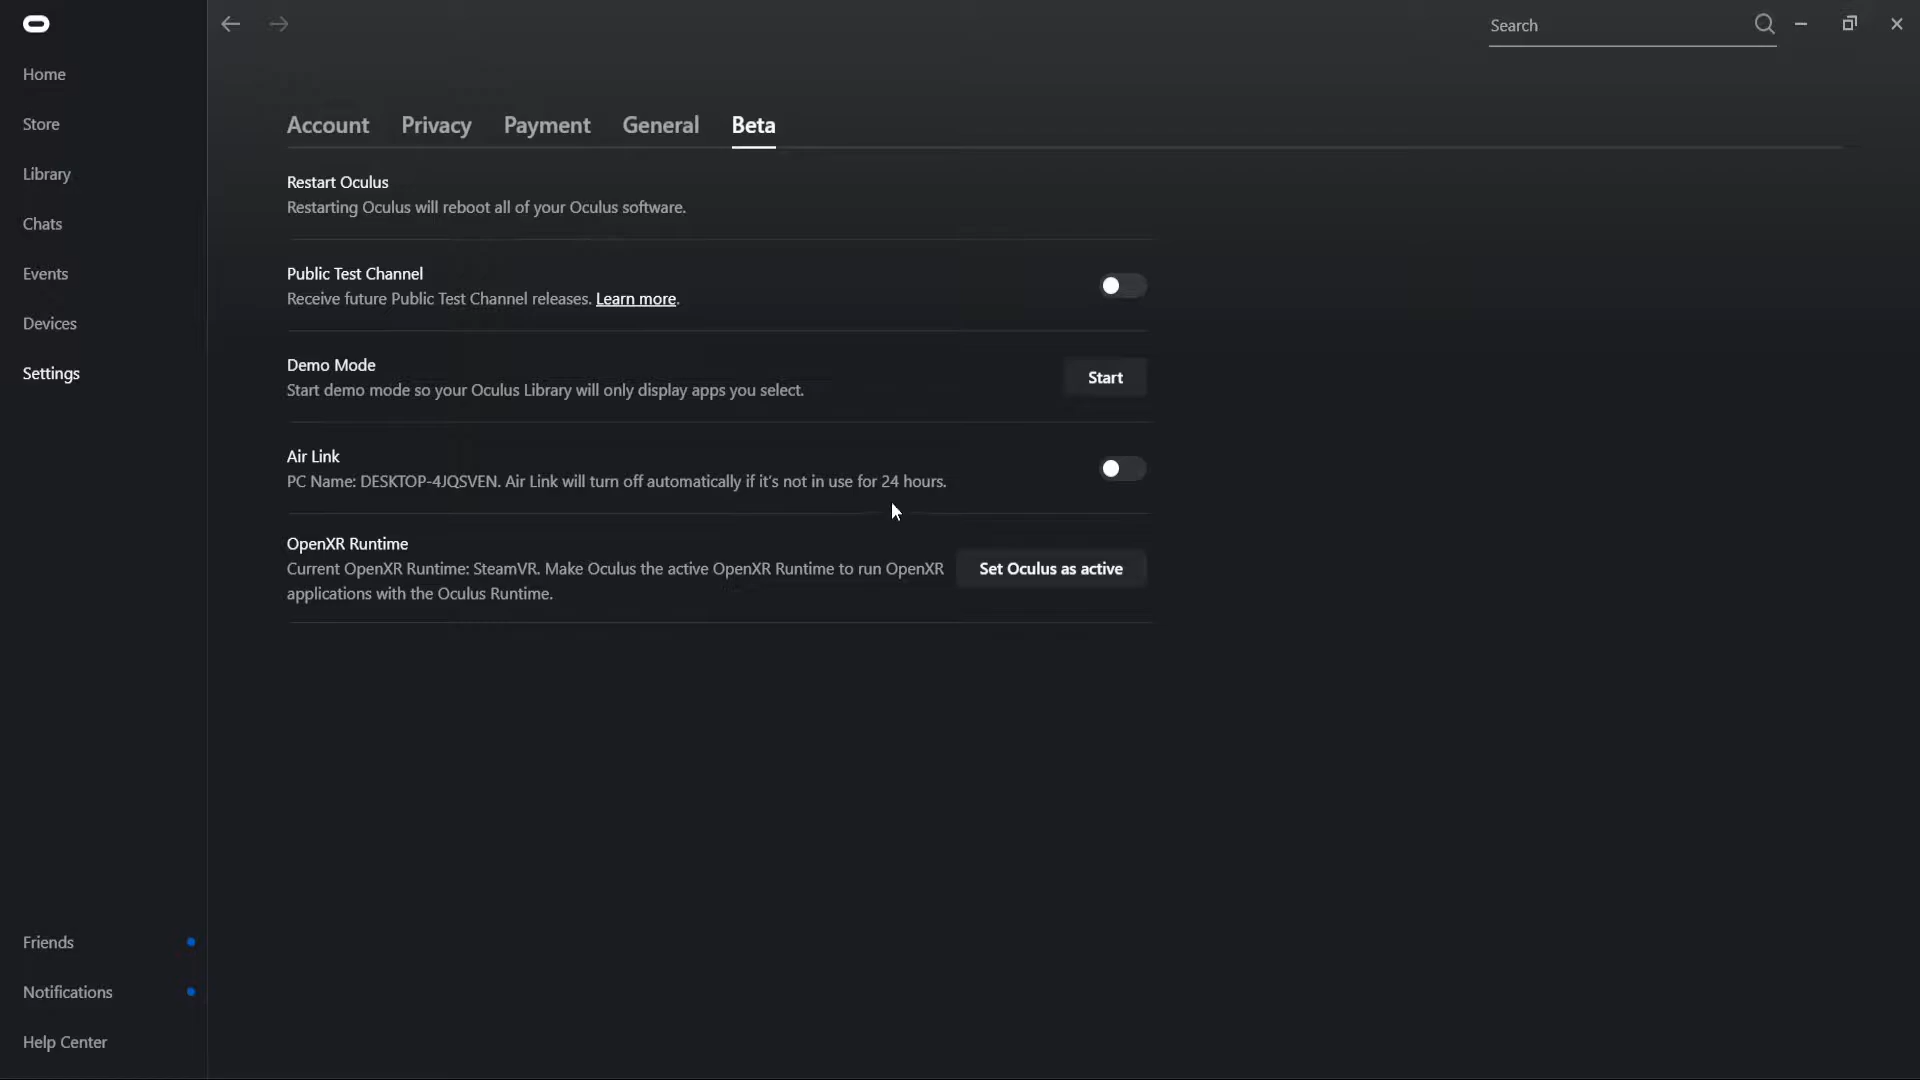 Search
Home
Store
Library
Chats
Events
Devices
Settings
Account Privacy Payment General Beta
Restart Oculus
Restarting Oculus will reboot all of your Oculus software.
Public Test Channel
Receive future Public Test Channel releases. Learn more.
Demo Mode
Start demo mode so your Oculus Library will only display apps you select.
Start
Air Link
PC Name: DESKTOP-4JQSVEN. Air Link will turn off automatically if it's not in use for 24 hours.
OpenXR Runtime
Current OpenXR Runtime: SteamVR. Make Oculus the active OpenXR Runtime to run OpenXR
applications with the Oculus Runtime.
Set Oculus as active
Friends
Notifications
Help Center